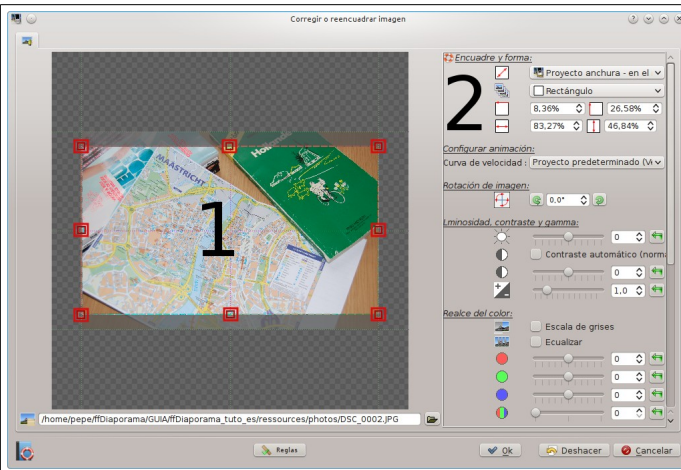 Corregir o reencuadrar imagen
Encuadre y forma:
Proyecto anchura - en el
Rectángulo
8,36% 26,58%
83,27% 46,84%
2
Configurar animación:
Curva de velocidad : Proyecto predeterminado (V
Rotación de imagen:
0,0°
Lminosidad, contraste y gamma:
0
Contraste automático (norma
0
1,0
Realce del color:
Escala de grises
Ecualizar
0
0
0
0
MAASTRICHT
1
/home/pepe/ffDiaporama/GUIA/ffDiaporama_tuto_es/ressources/photos/DSC_0002.JPG
Reglas
Ok Deshacer Cancelar